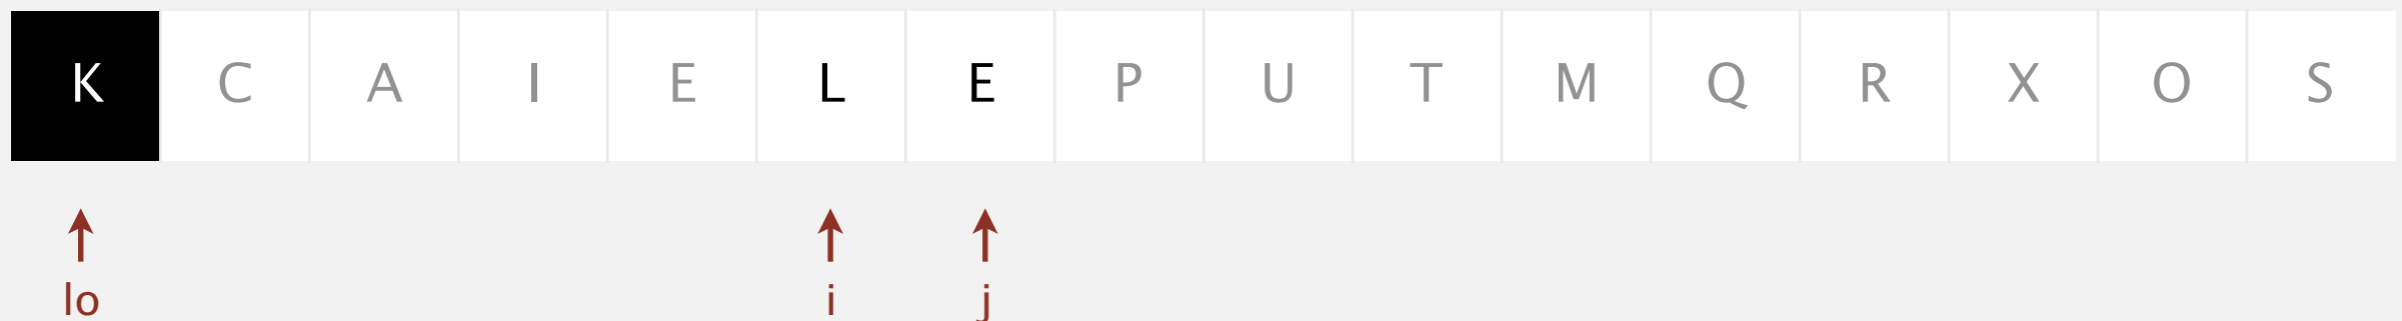 K C A I E L E P U T M Q R X O S
lo i j